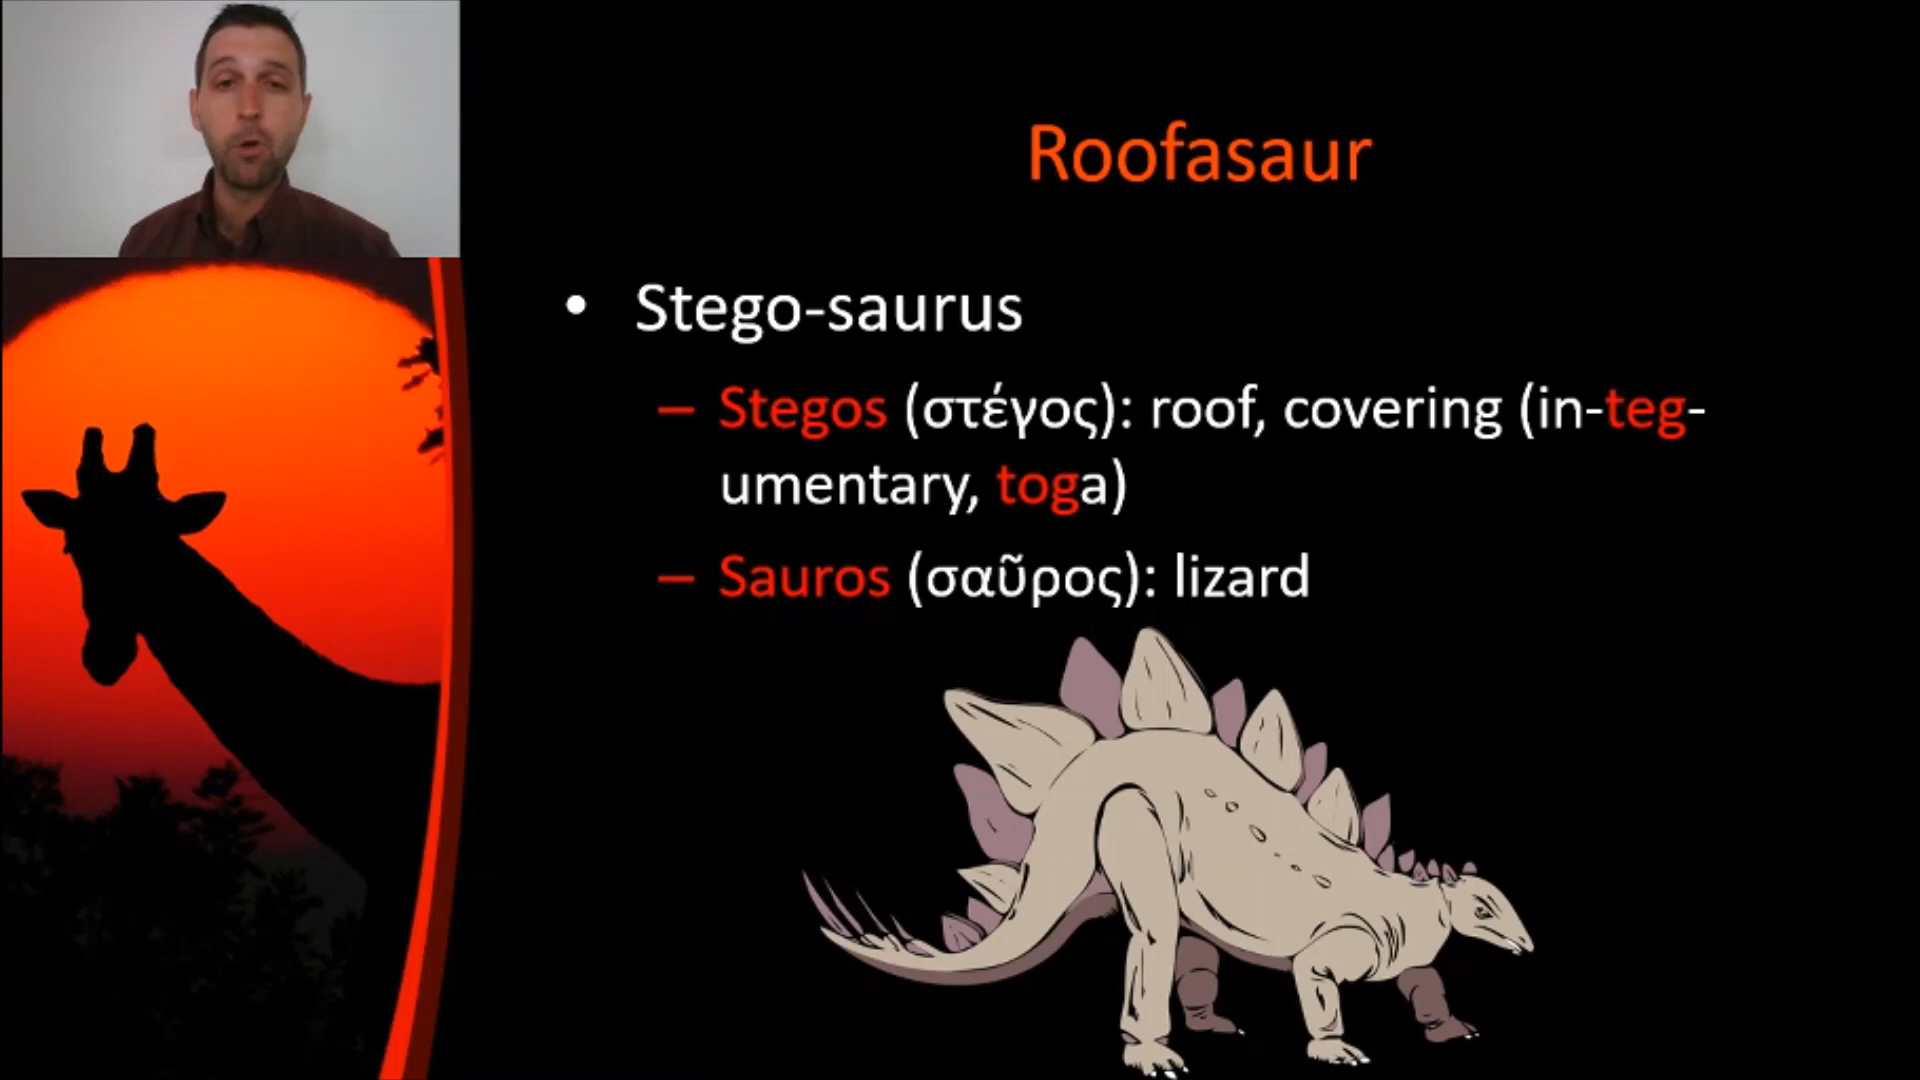 Roofasaur
• Stego-saurus
– Stegos (στέγος): roof, covering (in-teg-
umentary, toga)
– Sauros (σαῦρος): lizard